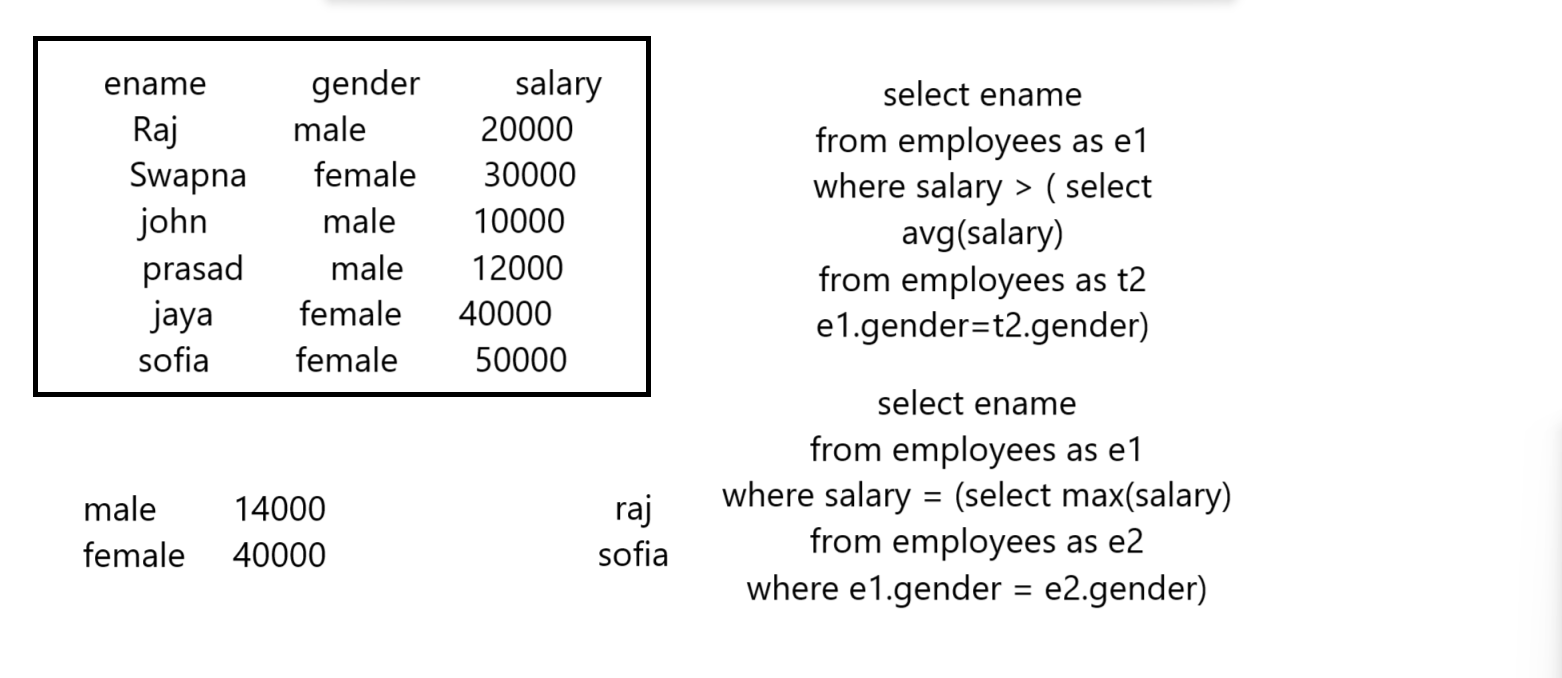 ename gender salary
Raj male 20000
Swapna female 30000
john male 10000
prasad male 12000
jaya female 40000
sofia female 50000
male 14000
female 40000
raj
sofia
select ename
from employees as e1
where salary > ( select
avg(salary)
from employees as t2
e1.gender=t2.gender)
select ename
from employees as e1
where salary = (select max(salary)
from employees as e2
where e1.gender = e2.gender)